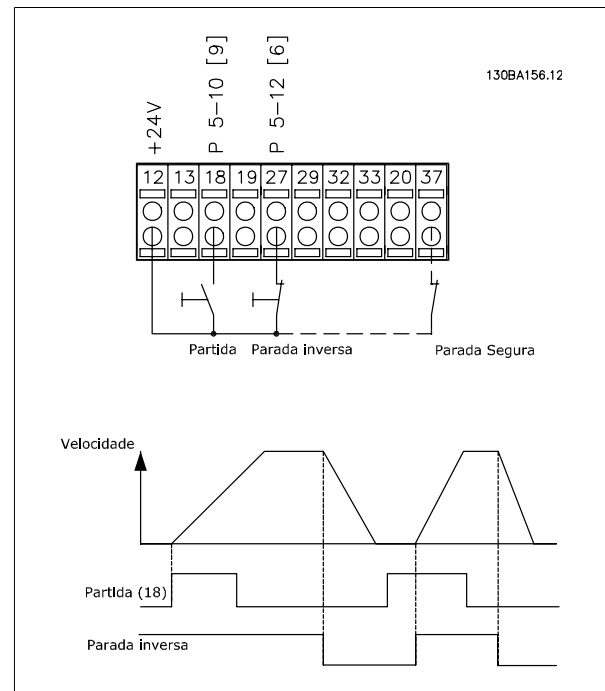 P 5-10 [9]
P 5-12 [6]
+24V
130BA156.12
12 13 18 19 27 29 32 33 20 37
Partida Parada inversa Parada Segura
Velocidade
Partida (18)
Parada inversa